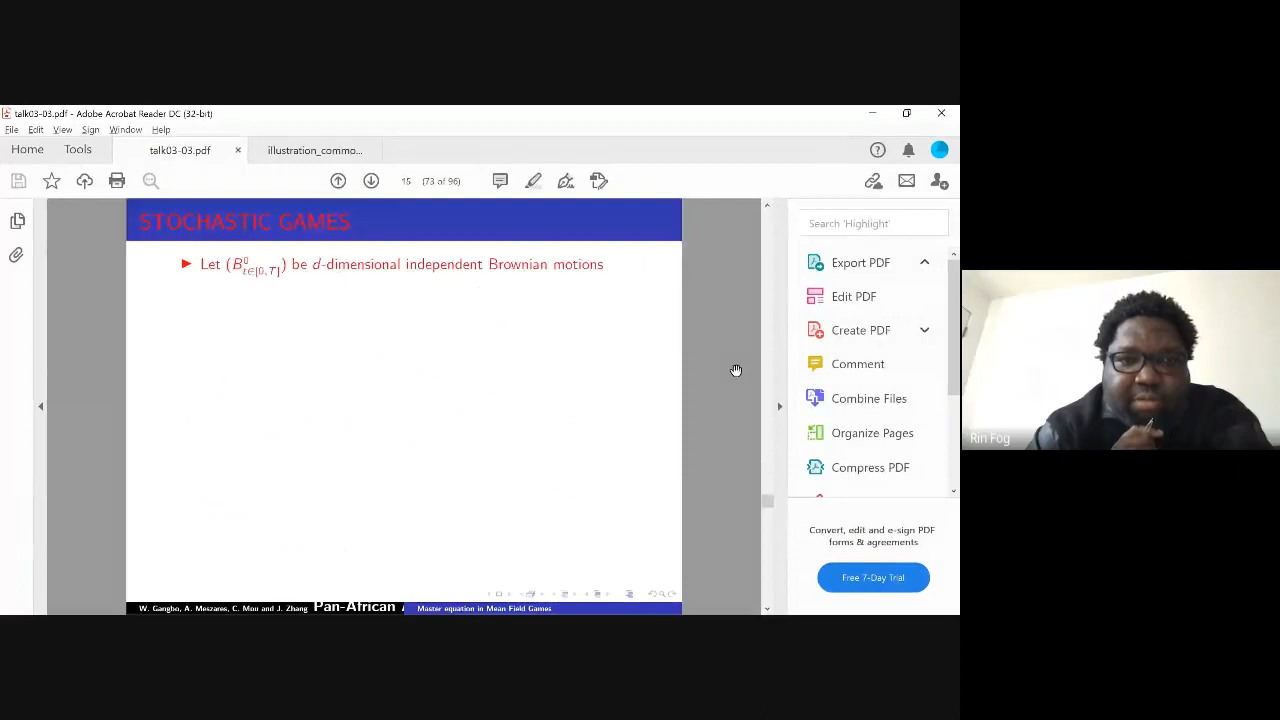 talk03-03.pdf - Adobe Acrobat Reader DC (32-bit)
File Edit View Sign Window Help
Home Tools talk03-03.pdf × illustration_commo...
15 (73 of 96)
STOCHASTIC GAMES
Let (B⁰_{t∈[0,T]}) be d-dimensional independent Brownian motions
W. Gangbo, A. Meszares, C. Mou and J. Zhang Pan-African Master equation in Mean Field Games
Search 'Highlight'
Export PDF
Edit PDF
Create PDF
Comment
Combine Files
Organize Pages
Compress PDF
Convert, edit and e-sign PDF
forms & agreements
Free 7-Day Trial
Rin Fog